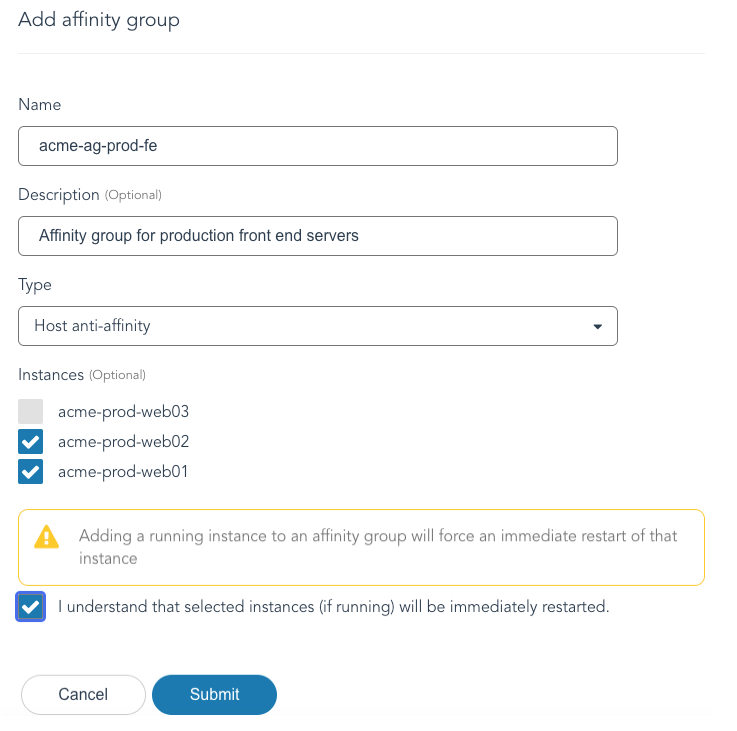 Add affinity group
Name
acme-ag-prod-fe
Description (Optional)
Affinity group for production front end servers
Type
Host anti-affinity
Instances (Optional)
acme-prod-web03
acme-prod-web02
acme-prod-web01
Adding a running instance to an affinity group will force an immediate restart of that
instance
I understand that selected instances (if running) will be immediately restarted.
Cancel Submit